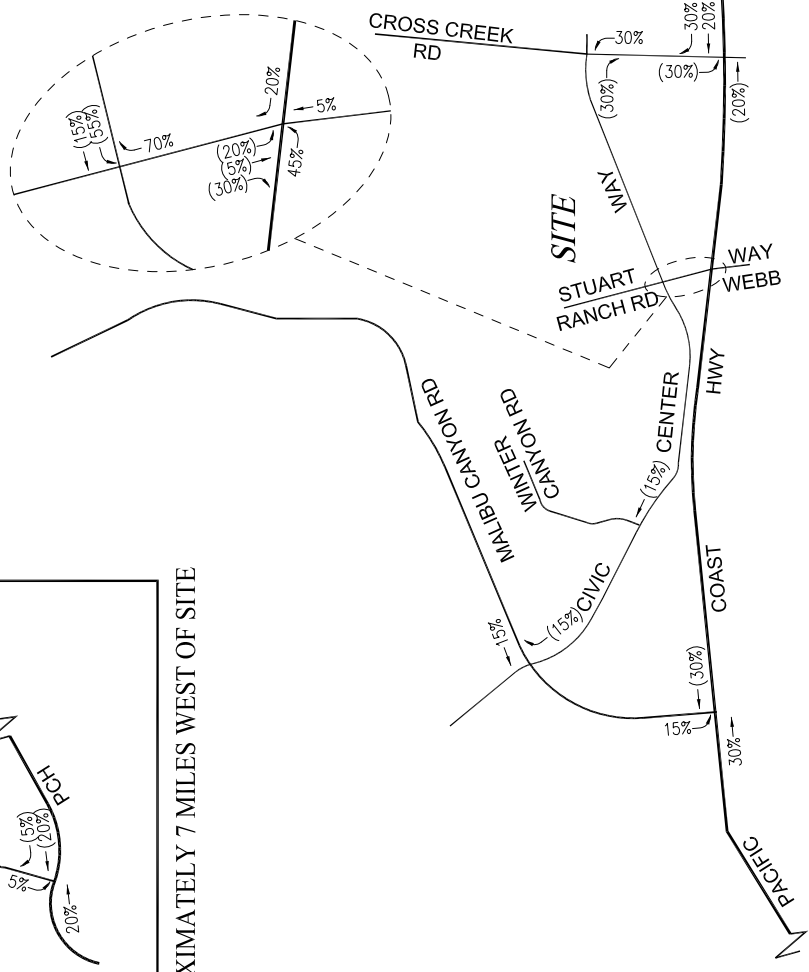 CROSS CREEK
RD
30%
30%
30%
20%
(30%)
(30%)
(20%)
20%
5%
(15%)
(55%)
70%
(20%)
(5%)
(30%)
45%
WAY
SITE
STUART
RANCH RD
WAY
WEBB
HWY
MALIBU CANYON RD
WINTER
CANYON RD
CENTER
(15%)
CIVIC
(15%)
15%
COAST
(30%)
15%
30%
PACIFIC
XIMATELY 7 MILES WEST OF SITE
PCH
(5%)
(20%)
5%
20%